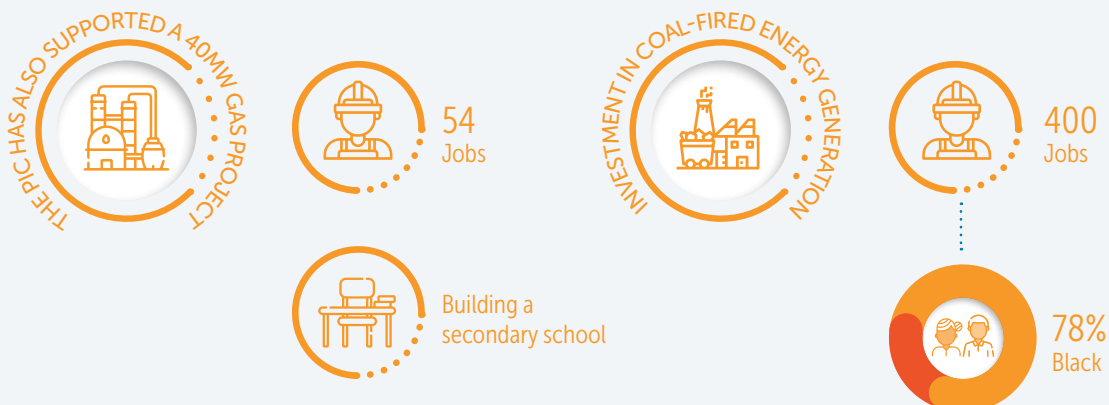 THE PIC HAS ALSO SUPPORTED A 40MW GAS PROJECT
54
Jobs
Building a
secondary school
INVESTMENT IN COAL-FIRED ENERGY GENERATION
400
Jobs
78%
Black